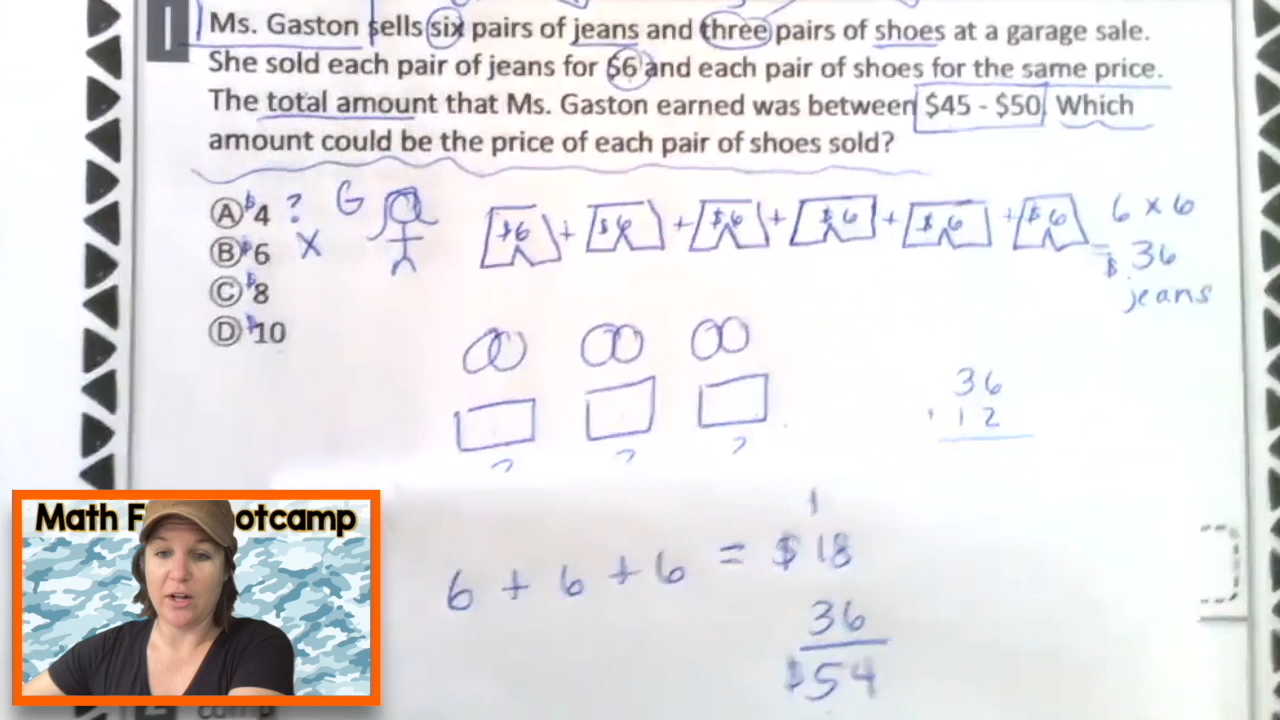 1
Ms. Gaston sells six pairs of jeans and three pairs of shoes at a garage sale.
She sold each pair of jeans for $6 and each pair of shoes for the same price.
The total amount that Ms. Gaston earned was between $45 - $50. Which
amount could be the price of each pair of shoes sold?
A $4 ?
B $6 X
C $8
D $10
G
$6 + $6 + $6 + $6 + $6 + $6
6 x 6
= $36
jeans
? ? ?
36
+ 12
6 + 6 + 6 = $18
1
36
$54
Math F otcamp